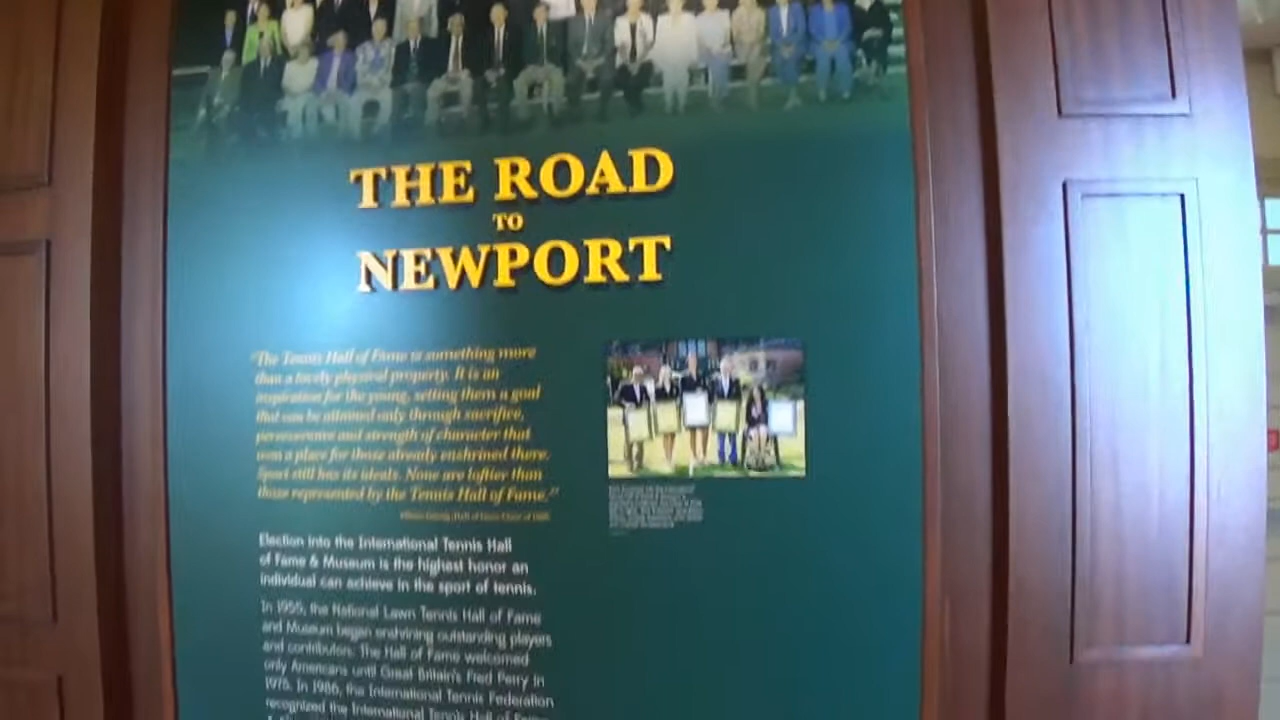 THE ROAD
TO
NEWPORT
"The Tennis Hall of Fame is something more
than a lovely physical property. It is an
inspiration for the young, setting them a goal
that can be attained only through sacrifice,
perseverance and strength of character that
won a place for those already enshrined there.
Sport still has its ideals. None are loftier than
those represented by the Tennis Hall of Fame."
Election into the International Tennis Hall
of Fame & Museum is the highest honor an
individual can achieve in the sport of tennis.
In 1955, the National Lawn Tennis Hall of Fame
and Museum began enshrining outstanding players
and contributors. The Hall of Fame welcomed
only Americans until Great Britain's Fred Perry in
1975. In 1986, the International Tennis Federation
recognized the International Tennis Hall of Fame